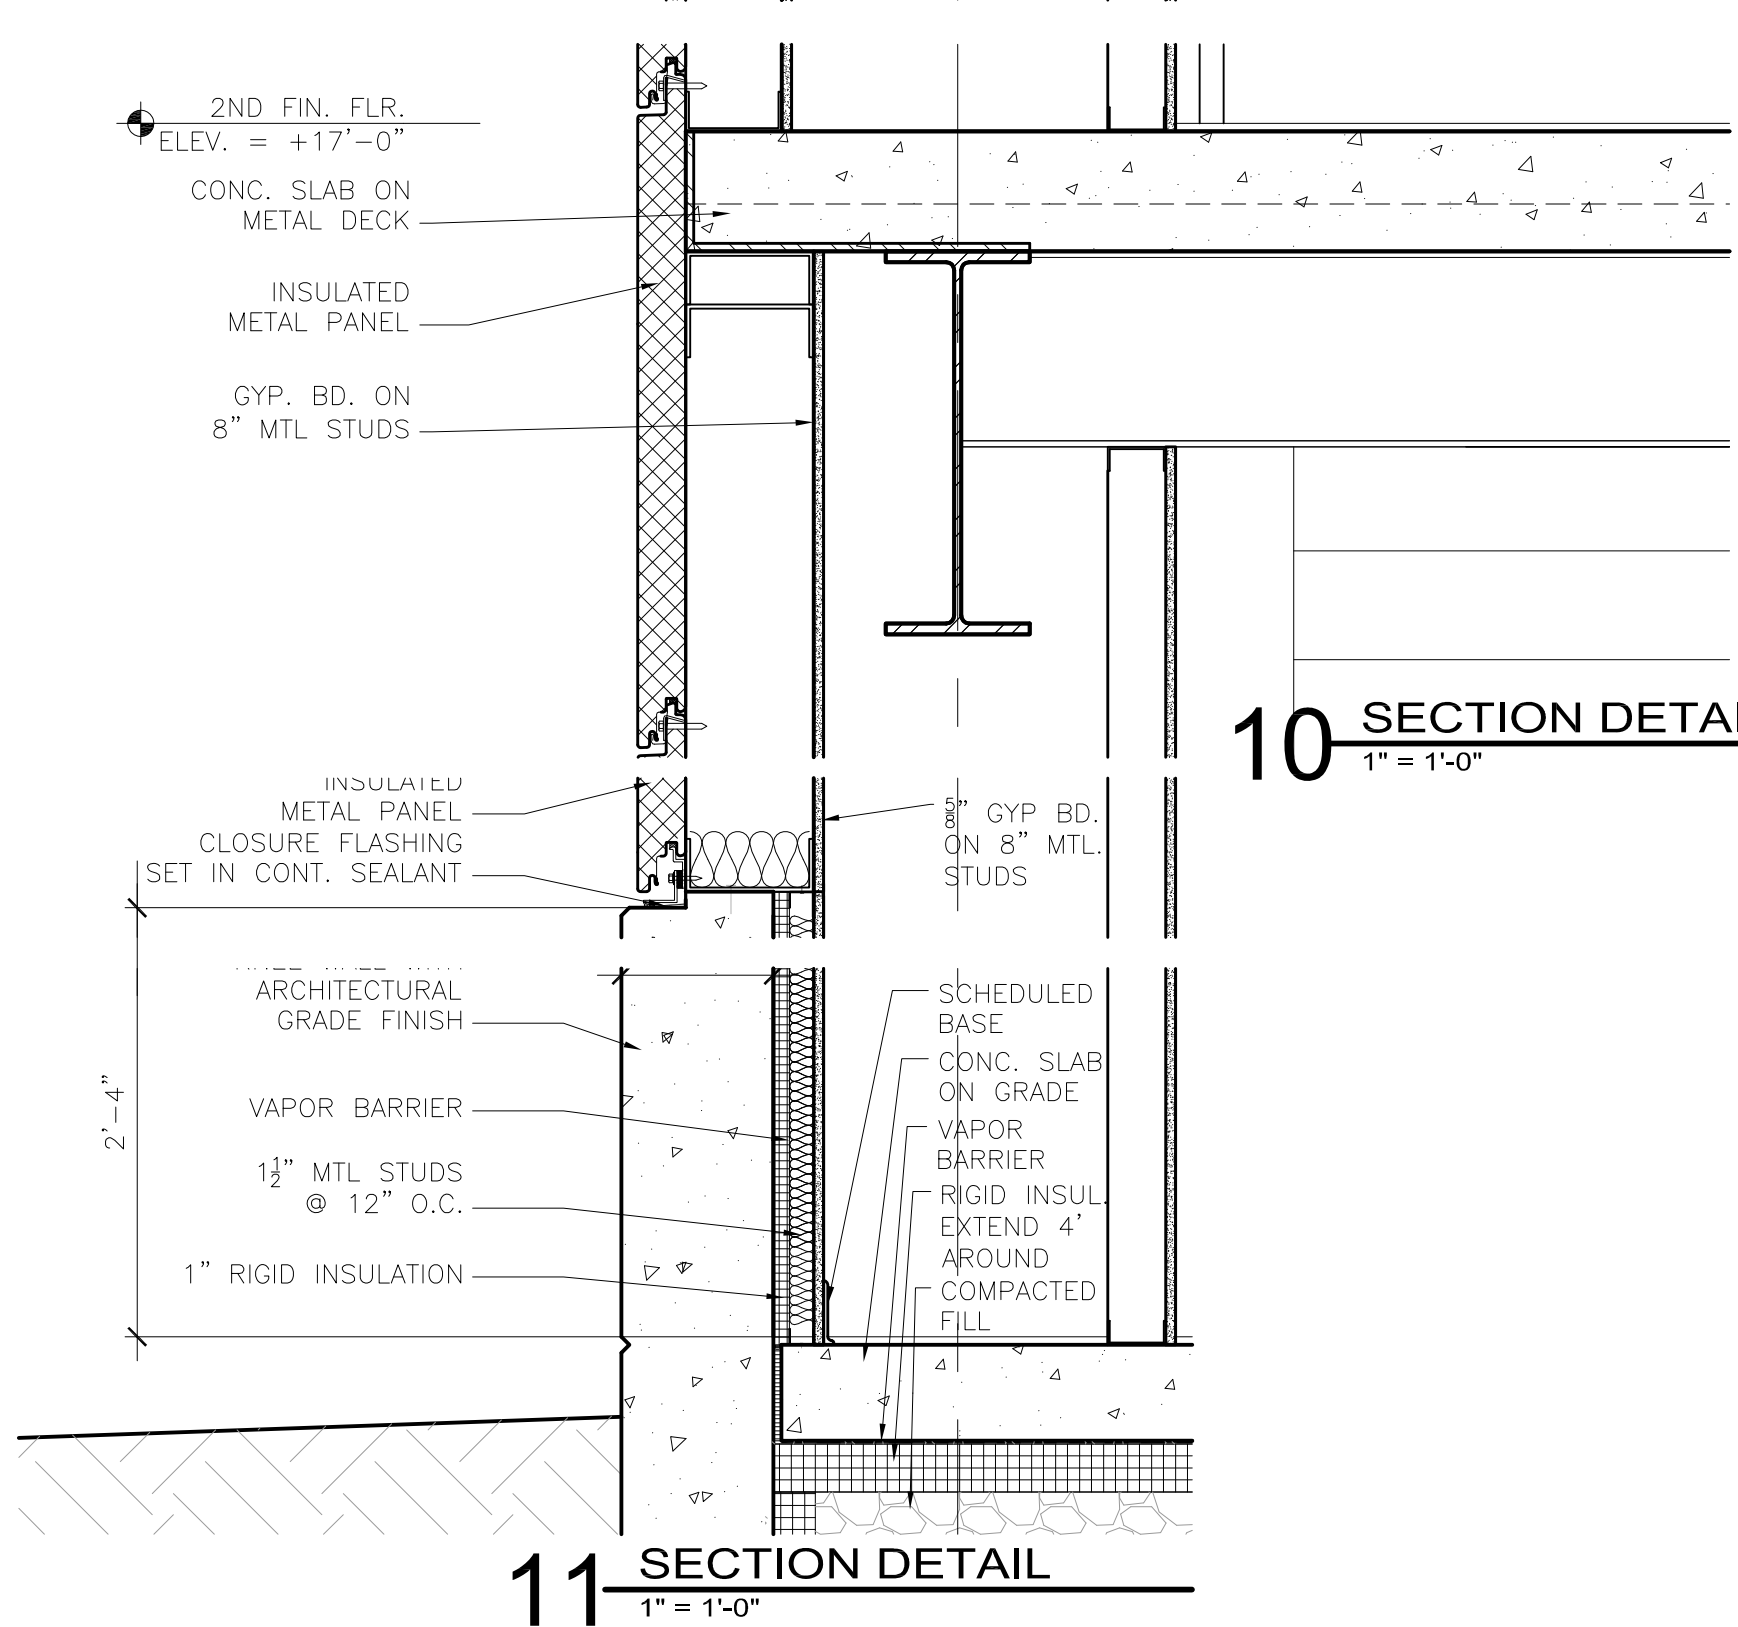 2ND FIN. FLR.
ELEV. = +17'-0"
CONC. SLAB ON
METAL DECK
INSULATED
METAL PANEL
GYP. BD. ON
8" MTL STUDS
10 SECTION DETAI
1" = 1'-0"
INSULATED
METAL PANEL
CLOSURE FLASHING
SET IN CONT. SEALANT
5/8" GYP BD.
ON 8" MTL.
STUDS
ARCHITECTURAL
GRADE FINISH
2'-4"
VAPOR BARRIER
1 1/2" MTL STUDS
@ 12" O.C.
1" RIGID INSULATION
SCHEDULED
BASE
CONC. SLAB
ON GRADE
VAPOR
BARRIER
RIGID INSUL.
EXTEND 4'
AROUND
COMPACTED
FILL
11 SECTION DETAIL
1" = 1'-0"